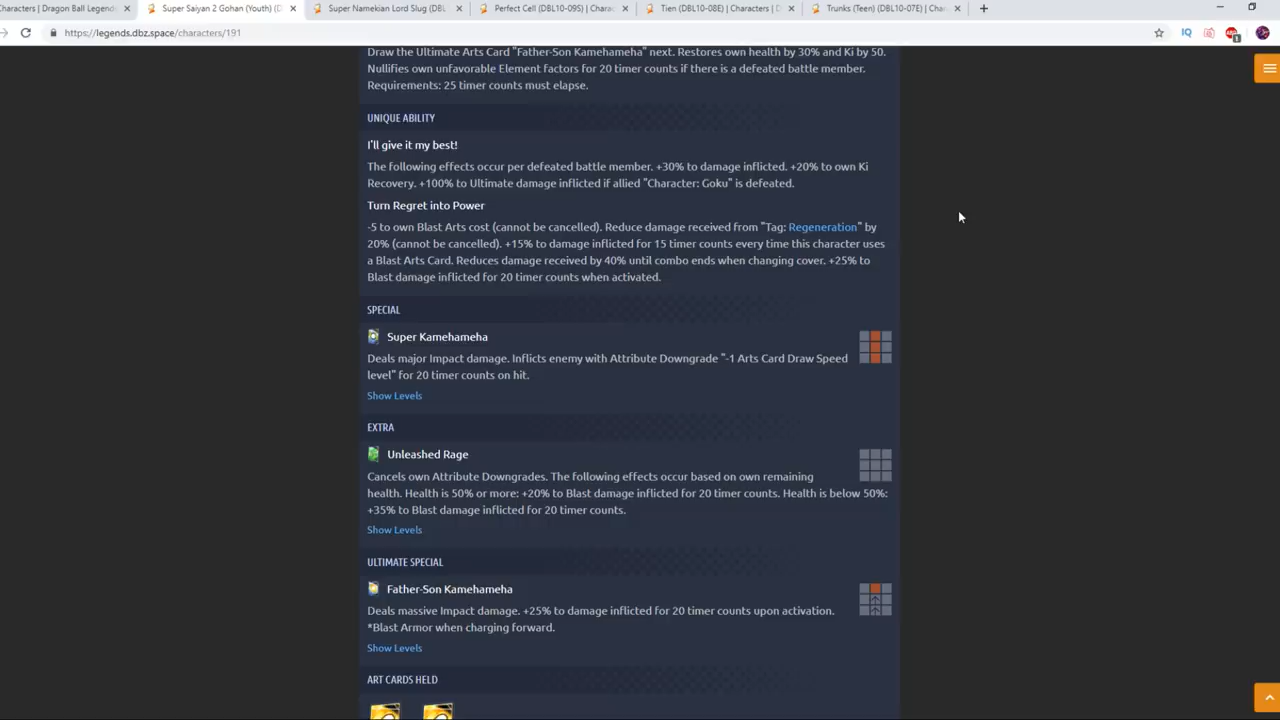 Characters | Dragon Ball Legends
Super Saiyan 2 Gohan (Youth) (D
Super Namekian Lord Slug (DBL
Perfect Cell (DBL10-09S) | Charac
Tien (DBL10-08E) | Characters | D
Trunks (Teen) (DBL10-07E) | Char
https://legends.dbz.space/characters/191
Draw the Ultimate Arts Card "Father-Son Kamehameha" next. Restores own health by 30% and Ki by 50.
Nullifies own unfavorable Element factors for 20 timer counts if there is a defeated battle member.
Requirements: 25 timer counts must elapse.
UNIQUE ABILITY
I'll give it my best!
The following effects occur per defeated battle member. +30% to damage inflicted. +20% to own Ki
Recovery. +100% to Ultimate damage inflicted if allied "Character: Goku" is defeated.
Turn Regret into Power
-5 to own Blast Arts cost (cannot be cancelled). Reduce damage received from "Tag: Regeneration" by
20% (cannot be cancelled). +15% to damage inflicted for 15 timer counts every time this character uses
a Blast Arts Card. Reduces damage received by 40% until combo ends when changing cover. +25% to
Blast damage inflicted for 20 timer counts when activated.
SPECIAL
Super Kamehameha
Deals major Impact damage. Inflicts enemy with Attribute Downgrade "-1 Arts Card Draw Speed
level" for 20 timer counts on hit.
Show Levels
EXTRA
Unleashed Rage
Cancels own Attribute Downgrades. The following effects occur based on own remaining
health. Health is 50% or more: +20% to Blast damage inflicted for 20 timer counts. Health is below 50%:
+35% to Blast damage inflicted for 20 timer counts.
Show Levels
ULTIMATE SPECIAL
Father-Son Kamehameha
Deals massive Impact damage. +25% to damage inflicted for 20 timer counts upon activation.
*Blast Armor when charging forward.
Show Levels
ART CARDS HELD